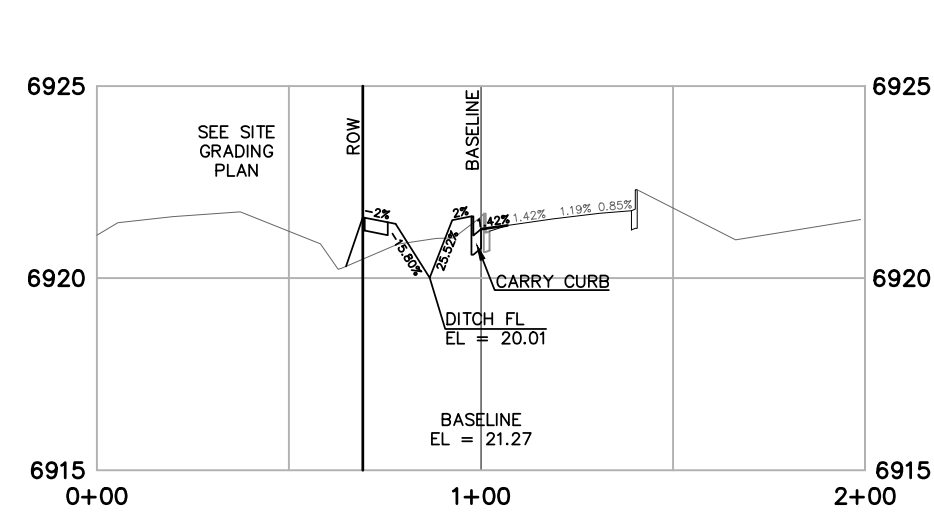 6925
6925
SEE SITE
GRADING
PLAN
ROW
BASELINE
-2%
2%
1.42%
1.42%
1.19%
0.85%
-15.80%
25.52%
6920
6920
CARRY CURB
DITCH FL
EL = 20.01
BASELINE
EL = 21.27
6915
6915
0+00
1+00
2+00